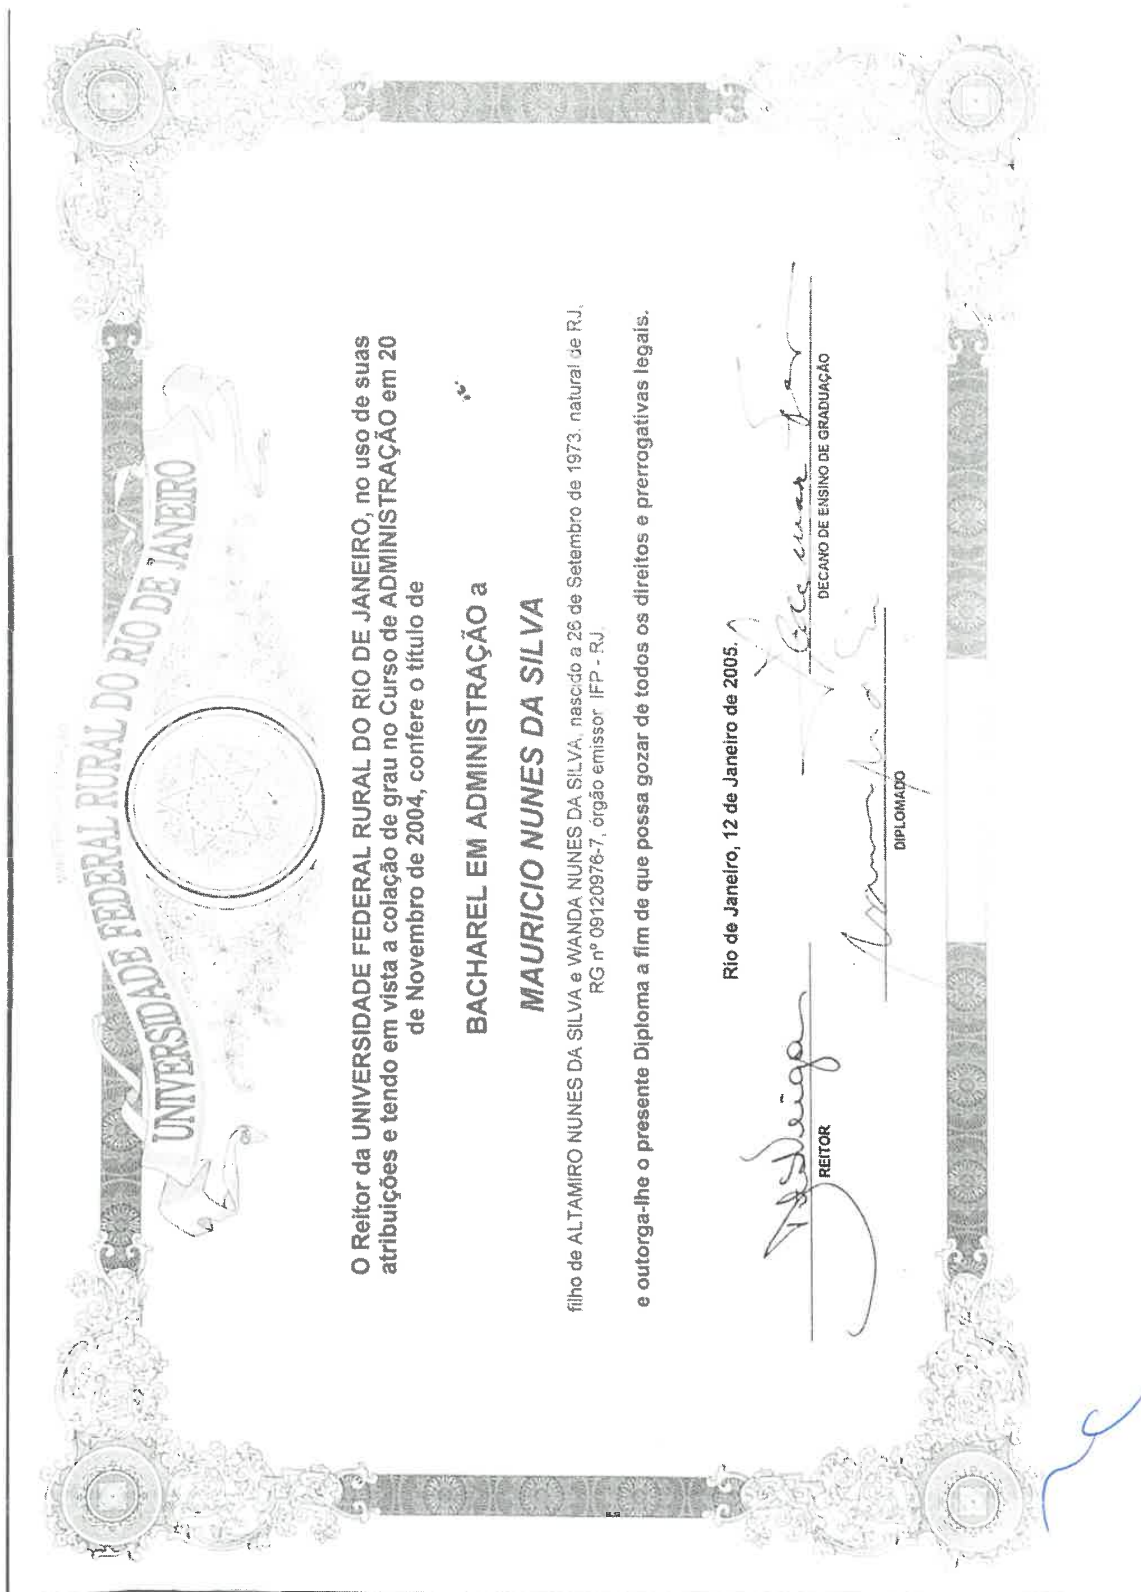 UNIVERSIDADE FEDERAL RURAL DO RIO DE JANEIRO
O Reitor da UNIVERSIDADE FEDERAL RURAL DO RIO DE JANEIRO, no uso de suas
atribuições e tendo em vista a colação de grau no Curso de ADMINISTRAÇÃO em 20
de Novembro de 2004, confere o título de
BACHAREL EM ADMINISTRAÇÃO a
MAURICIO NUNES DA SILVA
filho de ALTAMIRO NUNES DA SILVA e WANDA NUNES DA SILVA, nascido a 26 de Setembro de 1973, natural de RJ,
RG nº 09120976-7, órgão emissor IFP - RJ,
e outorga-lhe o presente Diploma a fim de que possa gozar de todos os direitos e prerrogativas legais.
Rio de Janeiro, 12 de Janeiro de 2005.
REITOR
DECANO DE ENSINO DE GRADUAÇÃO
DIPLOMADO